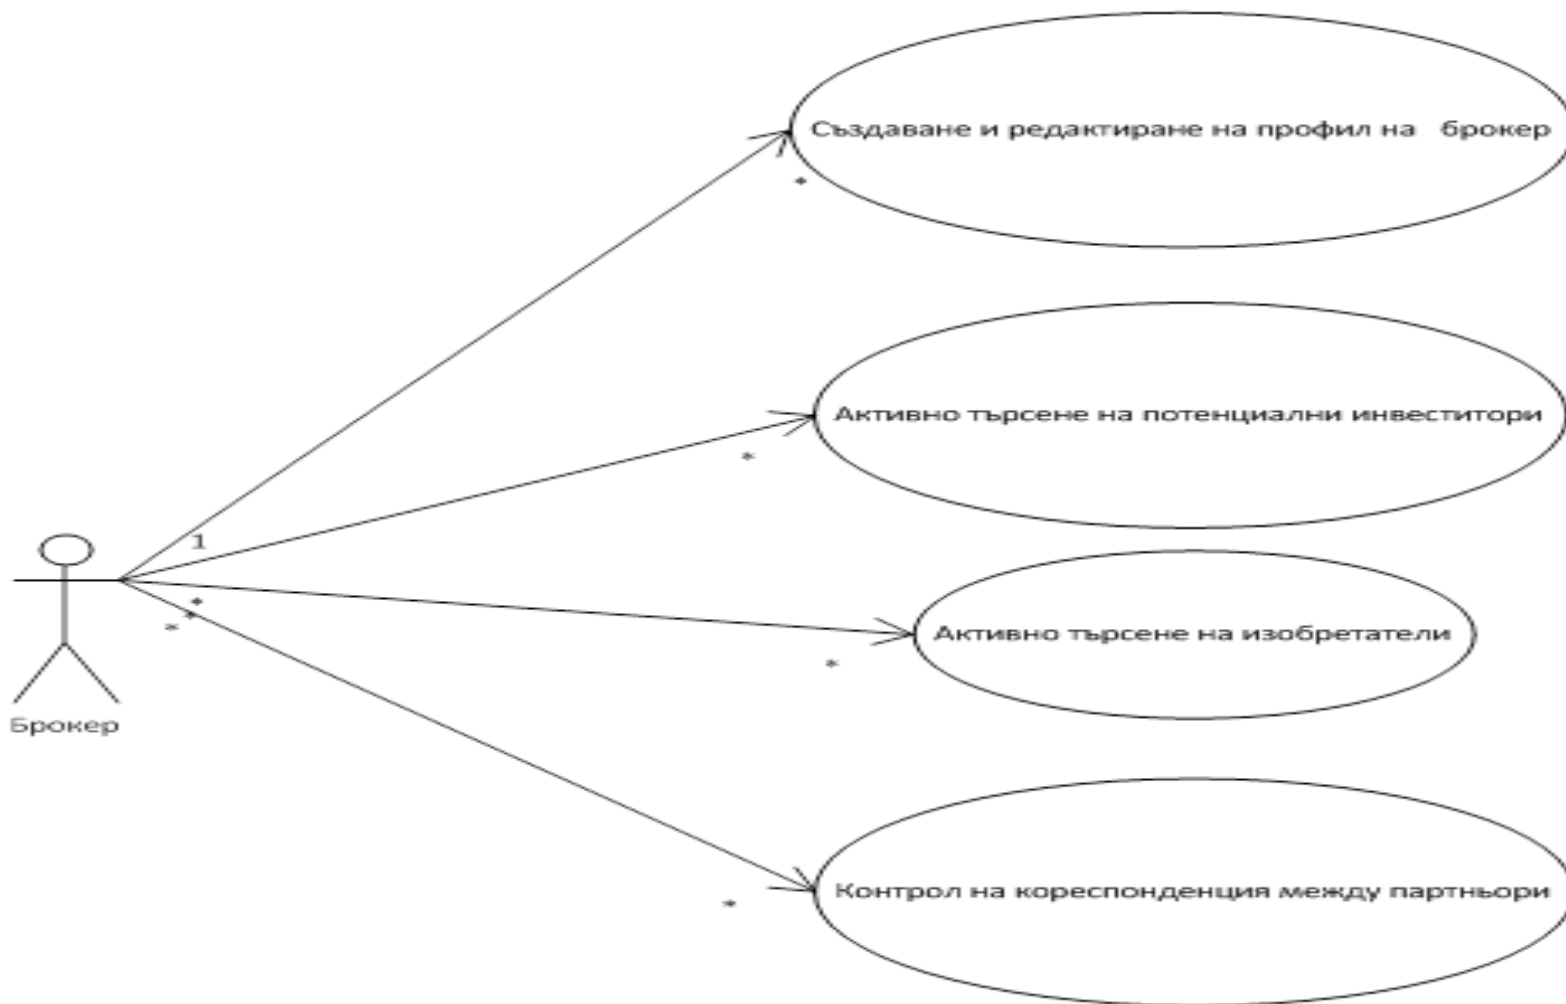 Създаване и редактиране на профил на брокер
*
Активно търсене на потенциални инвеститори
*
1
*
*
*
Активно търсене на изобретатели
*
Брокер
Контрол на кореспонденция между партньори
*